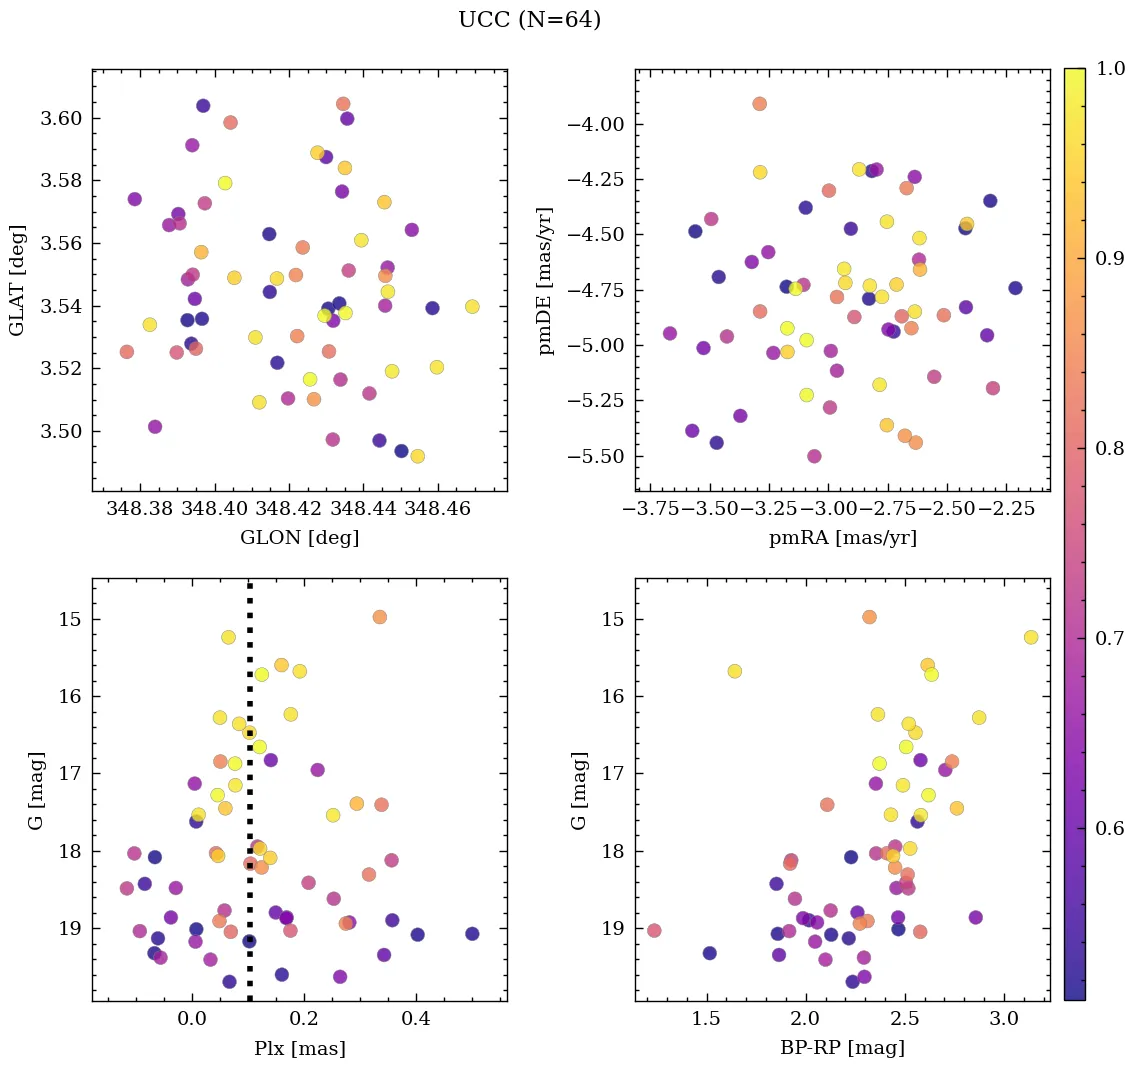 UCC (N=64)
3.60
3.58
3.56
3.54
3.52
3.50
GLAT [deg]
348.38 348.40 348.42 348.44 348.46
GLON [deg]
−4.00
−4.25
−4.50
−4.75
−5.00
−5.25
−5.50
pmDE [mas/yr]
−3.75 −3.50 −3.25 −3.00 −2.75 −2.50 −2.25
pmRA [mas/yr]
1.0
0.9
0.8
0.7
0.6
15
16
17
18
19
G [mag]
0.0 0.2 0.4
Plx [mas]
15
16
17
18
19
G [mag]
1.5 2.0 2.5 3.0
BP-RP [mag]